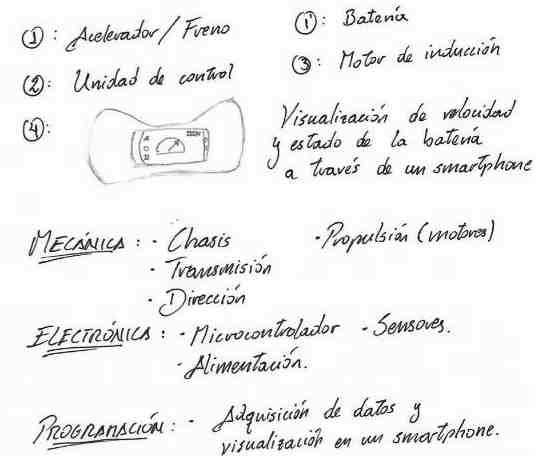 ①: Acelerador / Freno
①': Batería
②: Unidad de control
③: Motor de inducción
④:
Visualización de velocidad
y estado de la batería
a través de un smartphone
MECÁNICA: · Chasis · Propulsión (motores)
· Transmisión
· Dirección
ELECTRÓNICA: · Microcontrolador · Sensores.
· Alimentación.
PROGRAMACIÓN: · Adquisición de datos y
visualización en un smartphone.